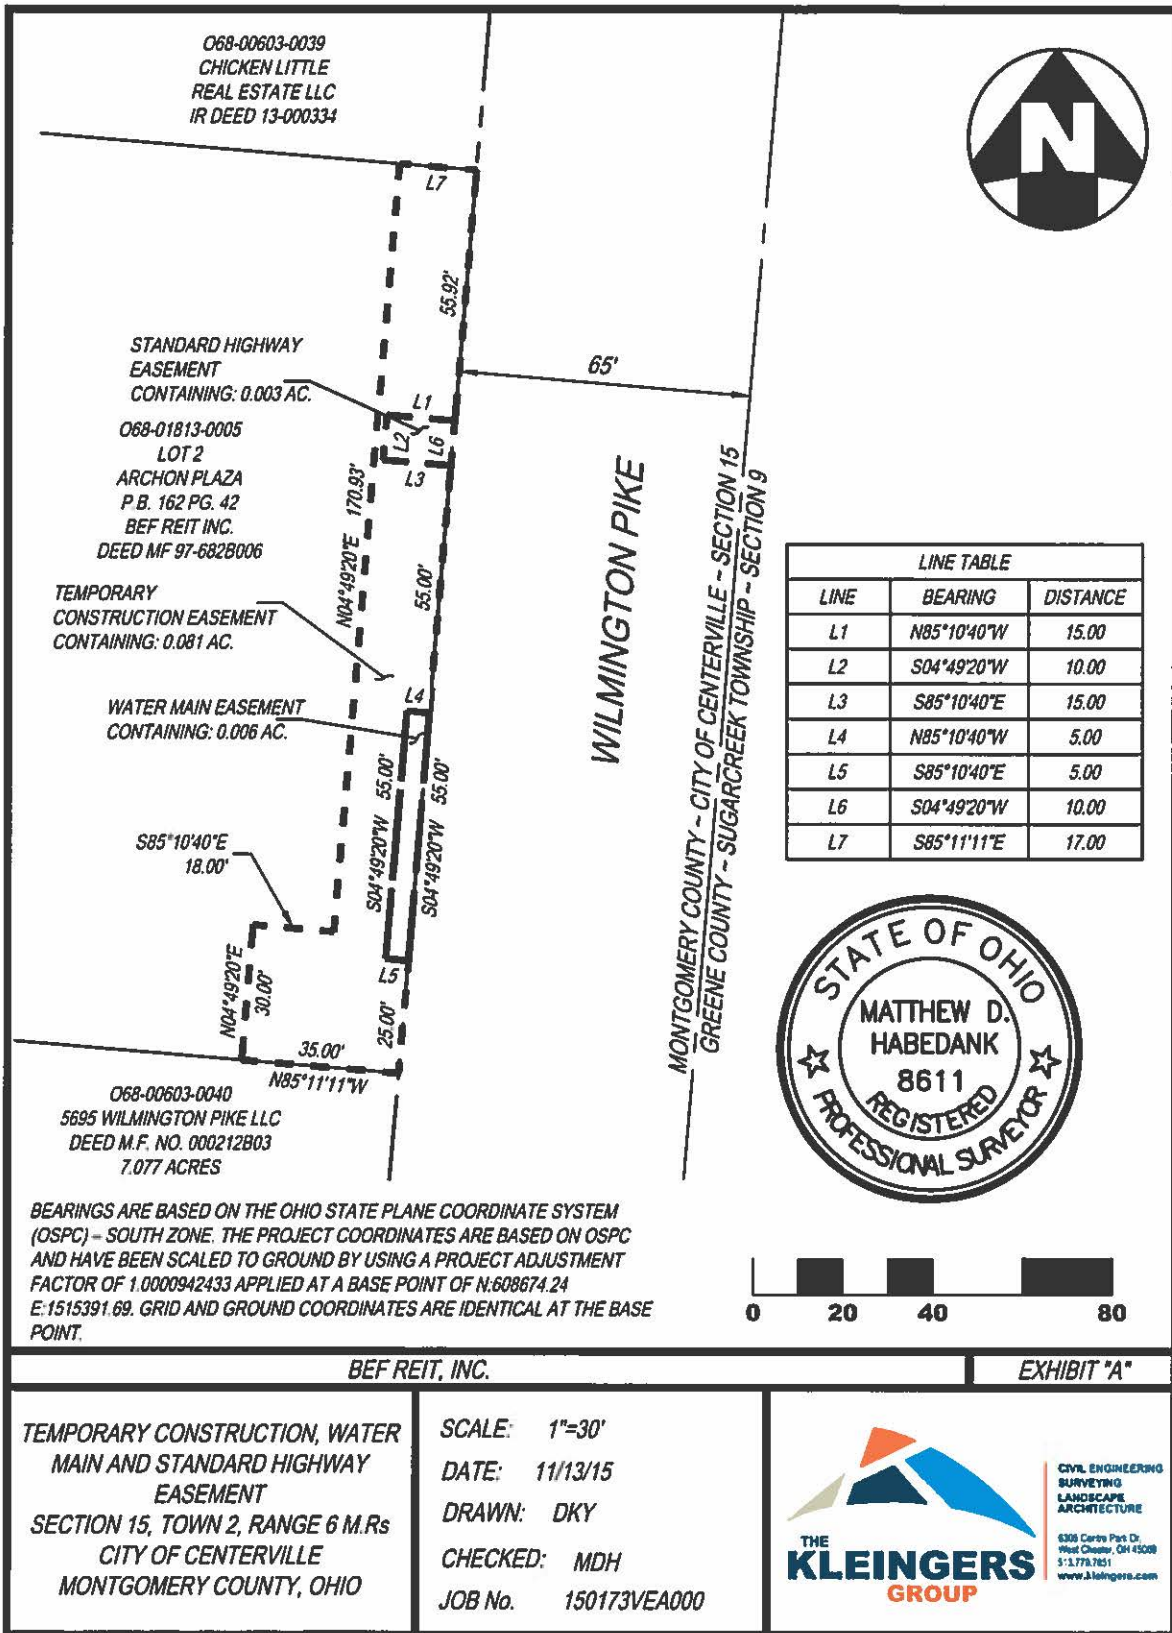 O68-00603-0039
CHICKEN LITTLE
REAL ESTATE LLC
IR DEED 13-000334
N
L7
55.92'
STANDARD HIGHWAY
EASEMENT
CONTAINING: 0.003 AC.
65'
L1
L2
L6
L3
O68-01813-0005
LOT 2
ARCHON PLAZA
P.B. 162 PG. 42
BEF REIT INC.
DEED MF 97-682B006
N04°49'20"E 170.93'
55.00'
TEMPORARY
CONSTRUCTION EASEMENT
CONTAINING: 0.081 AC.
WILMINGTON PIKE
MONTGOMERY COUNTY ~ CITY OF CENTERVILLE ~ SECTION 15
GREENE COUNTY ~ SUGARCREEK TOWNSHIP ~ SECTION 9
WATER MAIN EASEMENT
CONTAINING: 0.006 AC.
L4
S04°49'20"W 55.00'
S04°49'20"W 55.00'
S85°10'40"E
18.00'
L5
N04°49'20"E
30.00'
25.00'
35.00'
N85°11'11"W
O68-00603-0040
5695 WILMINGTON PIKE LLC
DEED M.F. NO. 000212B03
7.077 ACRES
LINE TABLE
LINE BEARING DISTANCE
L1 N85°10'40"W 15.00
L2 S04°49'20"W 10.00
L3 S85°10'40"E 15.00
L4 N85°10'40"W 5.00
L5 S85°10'40"E 5.00
L6 S04°49'20"W 10.00
L7 S85°11'11"E 17.00
STATE OF OHIO
MATTHEW D.
HABEDANK
8611
REGISTERED
PROFESSIONAL SURVEYOR
BEARINGS ARE BASED ON THE OHIO STATE PLANE COORDINATE SYSTEM
(OSPC) – SOUTH ZONE. THE PROJECT COORDINATES ARE BASED ON OSPC
AND HAVE BEEN SCALED TO GROUND BY USING A PROJECT ADJUSTMENT
FACTOR OF 1.0000942433 APPLIED AT A BASE POINT OF N:608674.24
E:1515391.69. GRID AND GROUND COORDINATES ARE IDENTICAL AT THE BASE
POINT.
0 20 40 80
BEF REIT, INC.
EXHIBIT "A"
TEMPORARY CONSTRUCTION, WATER
MAIN AND STANDARD HIGHWAY
EASEMENT
SECTION 15, TOWN 2, RANGE 6 M.Rs
CITY OF CENTERVILLE
MONTGOMERY COUNTY, OHIO
SCALE: 1"=30'
DATE: 11/13/15
DRAWN: DKY
CHECKED: MDH
JOB No. 150173VEA000
THE
KLEINGERS
GROUP
CIVIL ENGINEERING
SURVEYING
LANDSCAPE
ARCHITECTURE
6305 Centre Park Dr.
West Chester, OH 45069
513.779.7851
www.kleingers.com